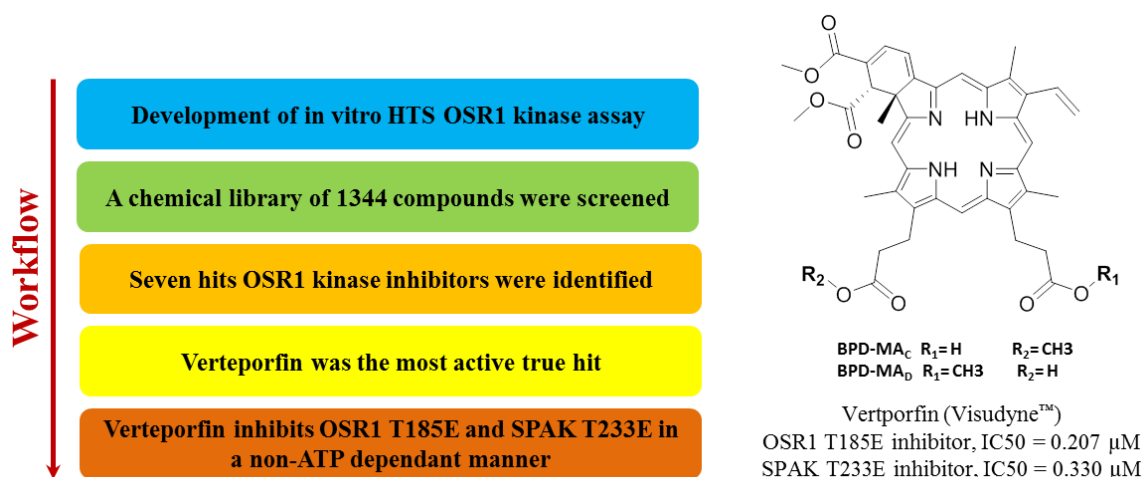 Workflow
Development of in vitro HTS OSR1 kinase assay
A chemical library of 1344 compounds were screened
Seven hits OSR1 kinase inhibitors were identified
Verteporfin was the most active true hit
Verteporfin inhibits OSR1 T185E and SPAK T233E in
a non-ATP dependant manner
O
O
O
O
N
HN
NH
N
R₂
O
O
O
O
R₁
BPD-MA_C R₁= H R₂=CH3
BPD-MA_D R₁=CH3 R₂=H
Vertporfin (Visudyne™)
OSR1 T185E inhibitor, IC50 = 0.207 µM
SPAK T233E inhibitor, IC50 = 0.330 µM